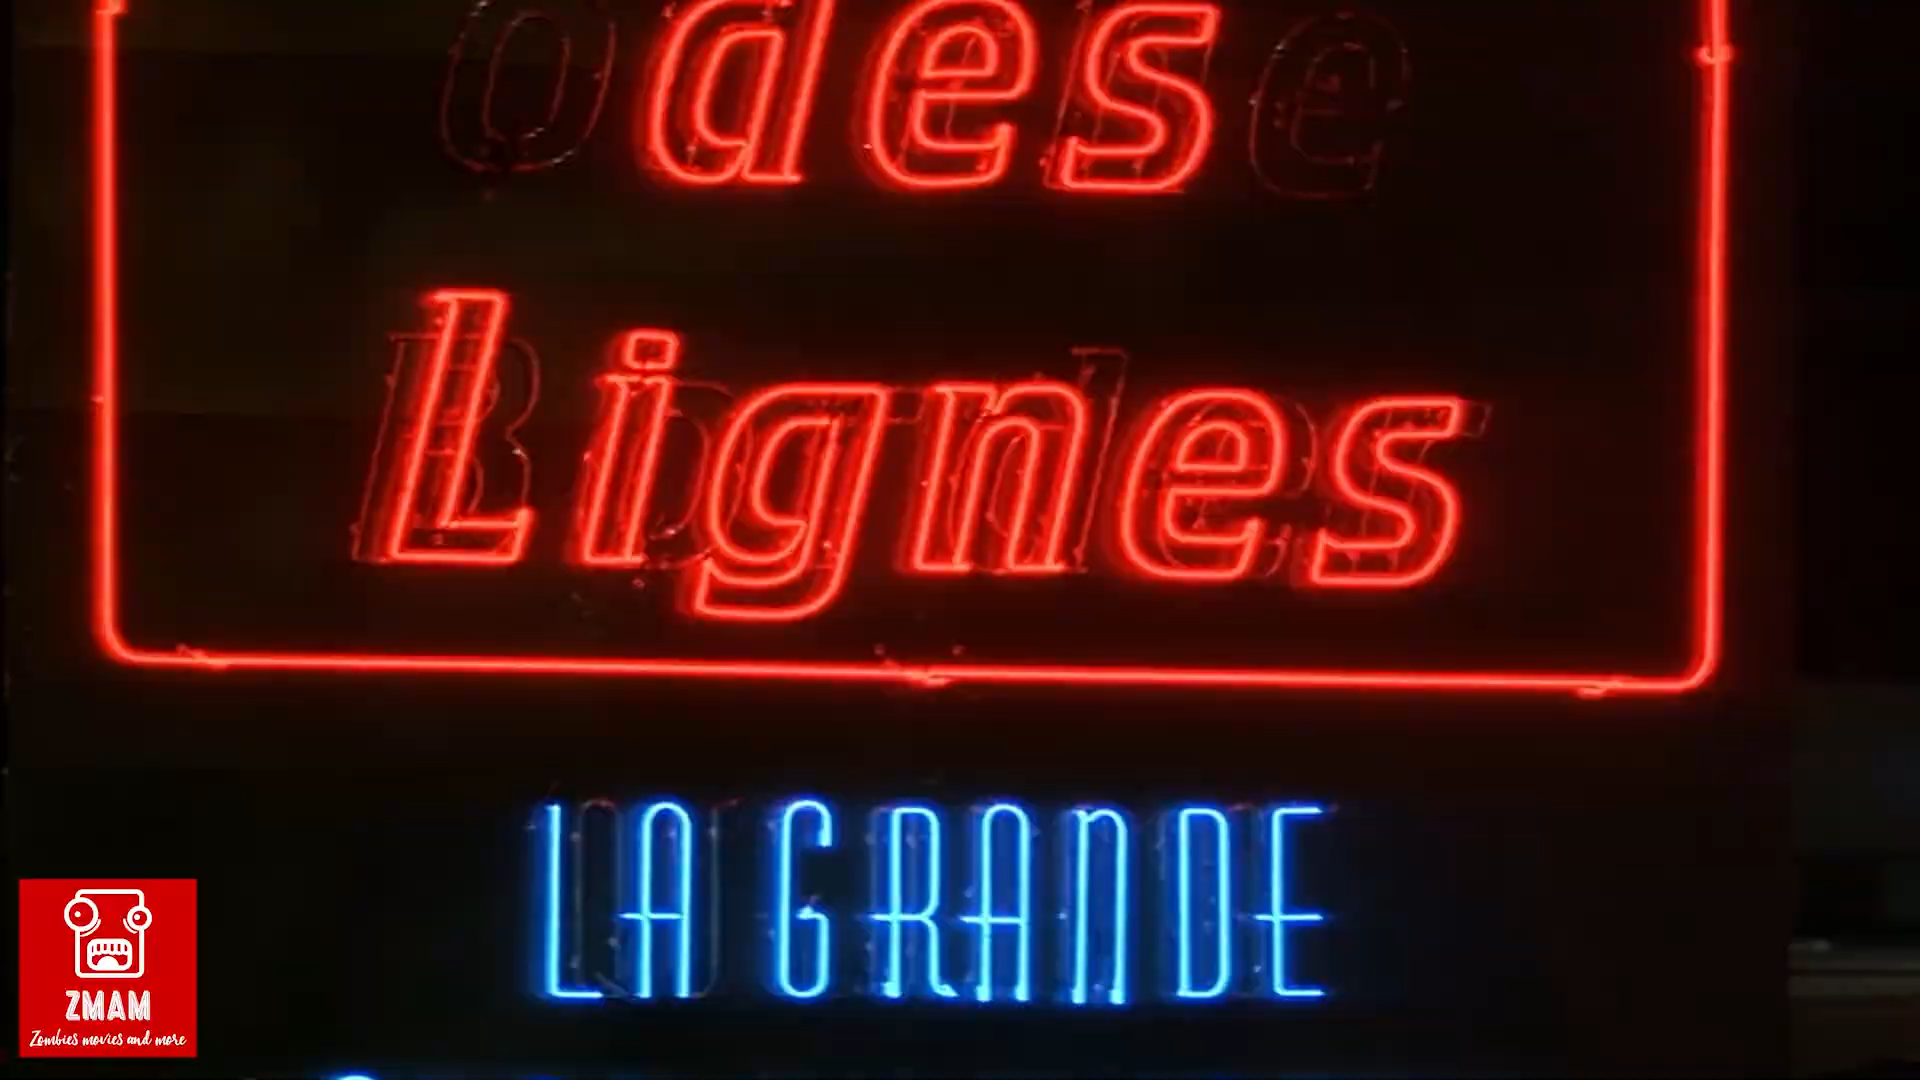 des
Lignes
LA GRANDE
ZMAM
Zombies movies and more